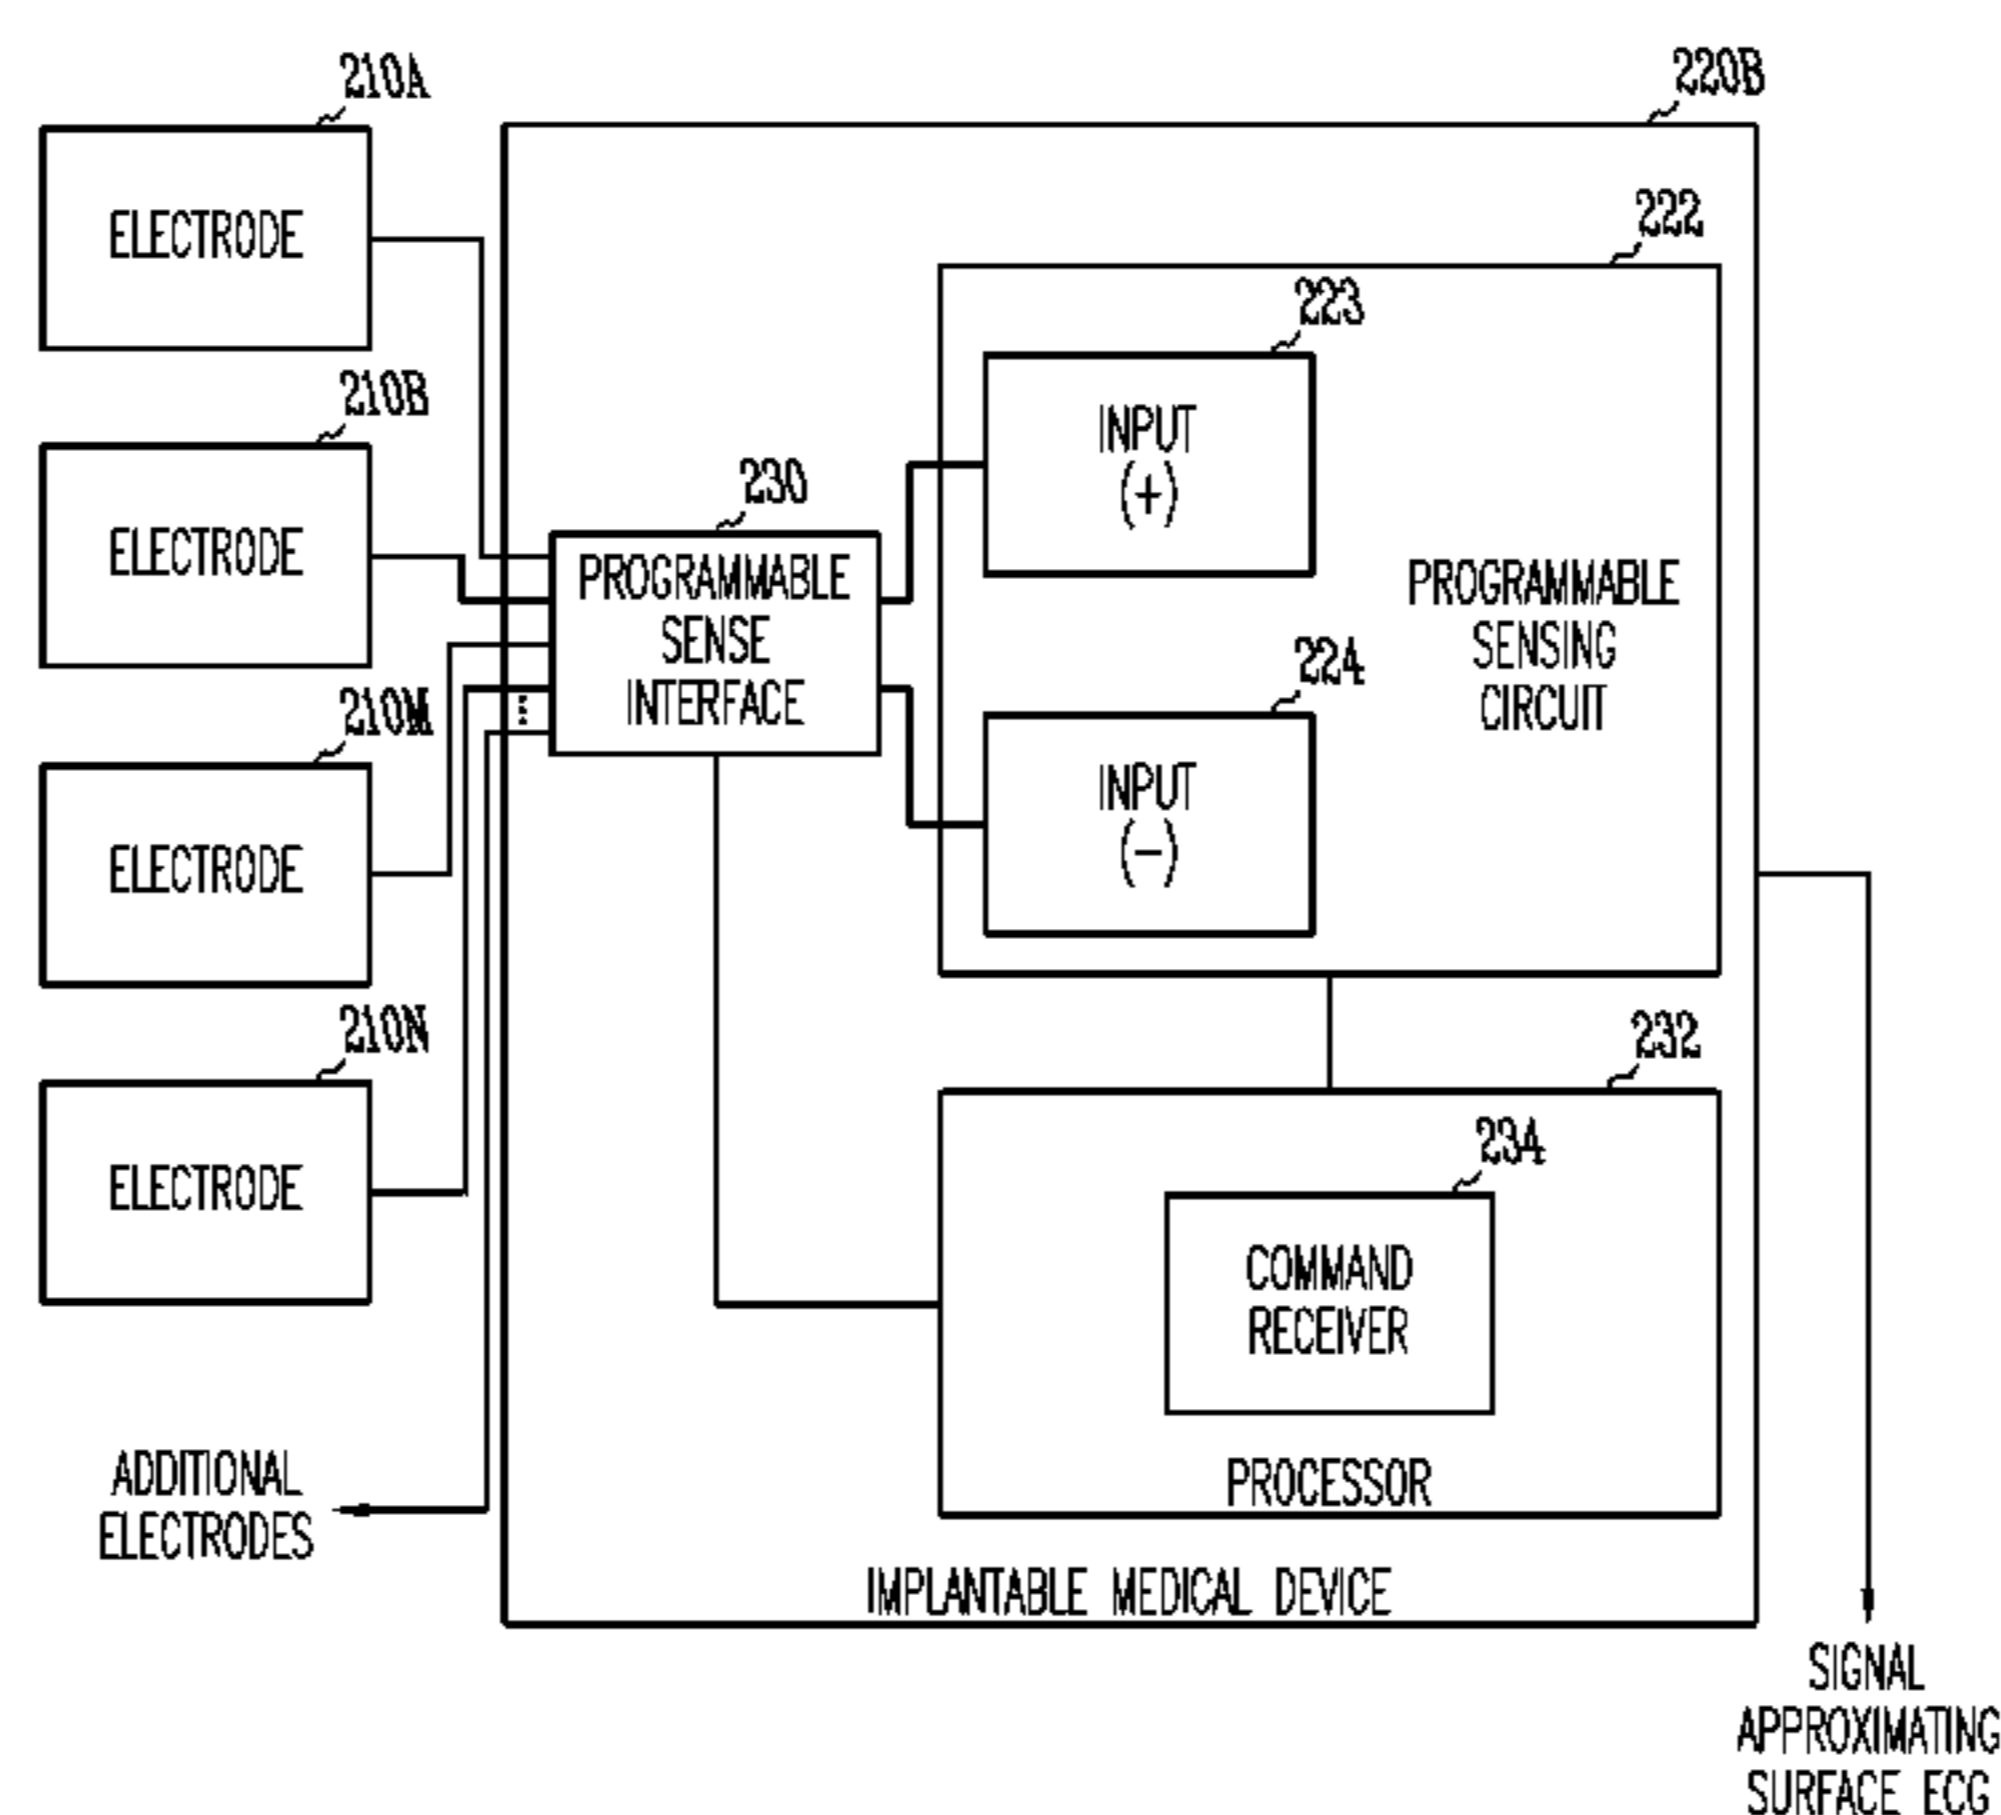 210A
220B
ELECTRODE
222
223
210B
INPUT
(+)
230
ELECTRODE
PROGRAMMABLE
SENSE
INTERFACE
PROGRAMMABLE
SENSING
CIRCUIT
224
210M
INPUT
(−)
ELECTRODE
210N
232
ELECTRODE
234
COMMAND
RECEIVER
PROCESSOR
ADDITIONAL
ELECTRODES
IMPLANTABLE MEDICAL DEVICE
SIGNAL
APPROXIMATING
SURFACE ECG